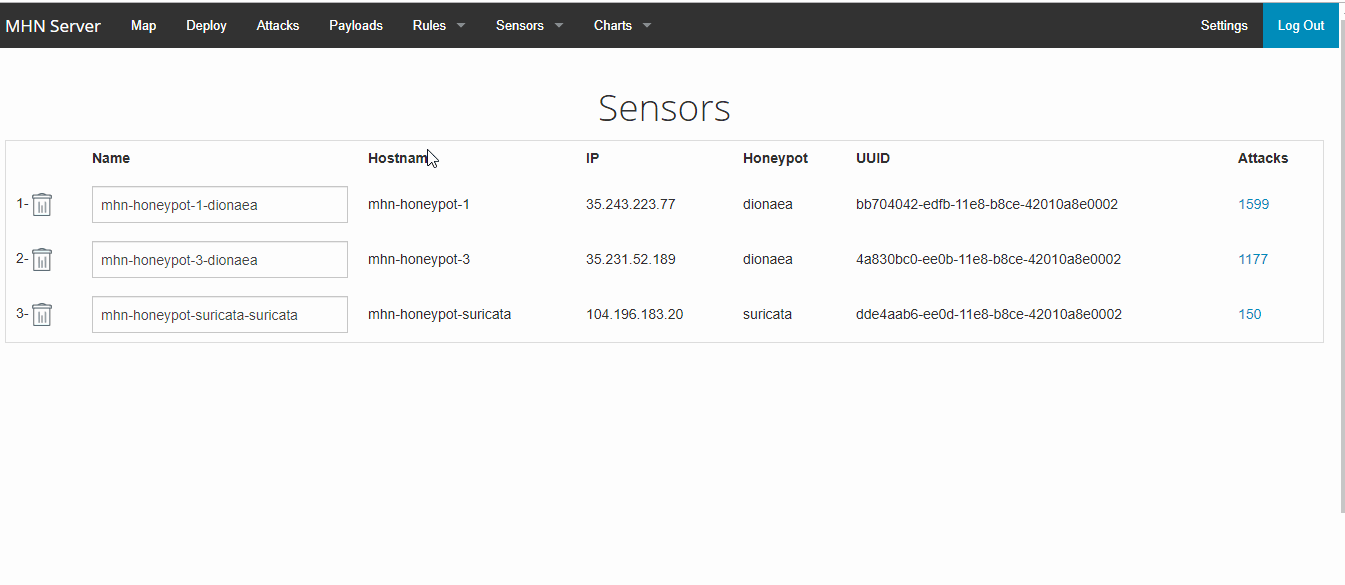 MHN Server Map Deploy Attacks Payloads Rules Sensors Charts Settings Log Out
Sensors
Name Hostnam IP Honeypot UUID Attacks
1- mhn-honeypot-1-dionaea mhn-honeypot-1 35.243.223.77 dionaea bb704042-edfb-11e8-b8ce-42010a8e0002 1599
2- mhn-honeypot-3-dionaea mhn-honeypot-3 35.231.52.189 dionaea 4a830bc0-ee0b-11e8-b8ce-42010a8e0002 1177
3- mhn-honeypot-suricata-suricata mhn-honeypot-suricata 104.196.183.20 suricata dde4aab6-ee0d-11e8-b8ce-42010a8e0002 150